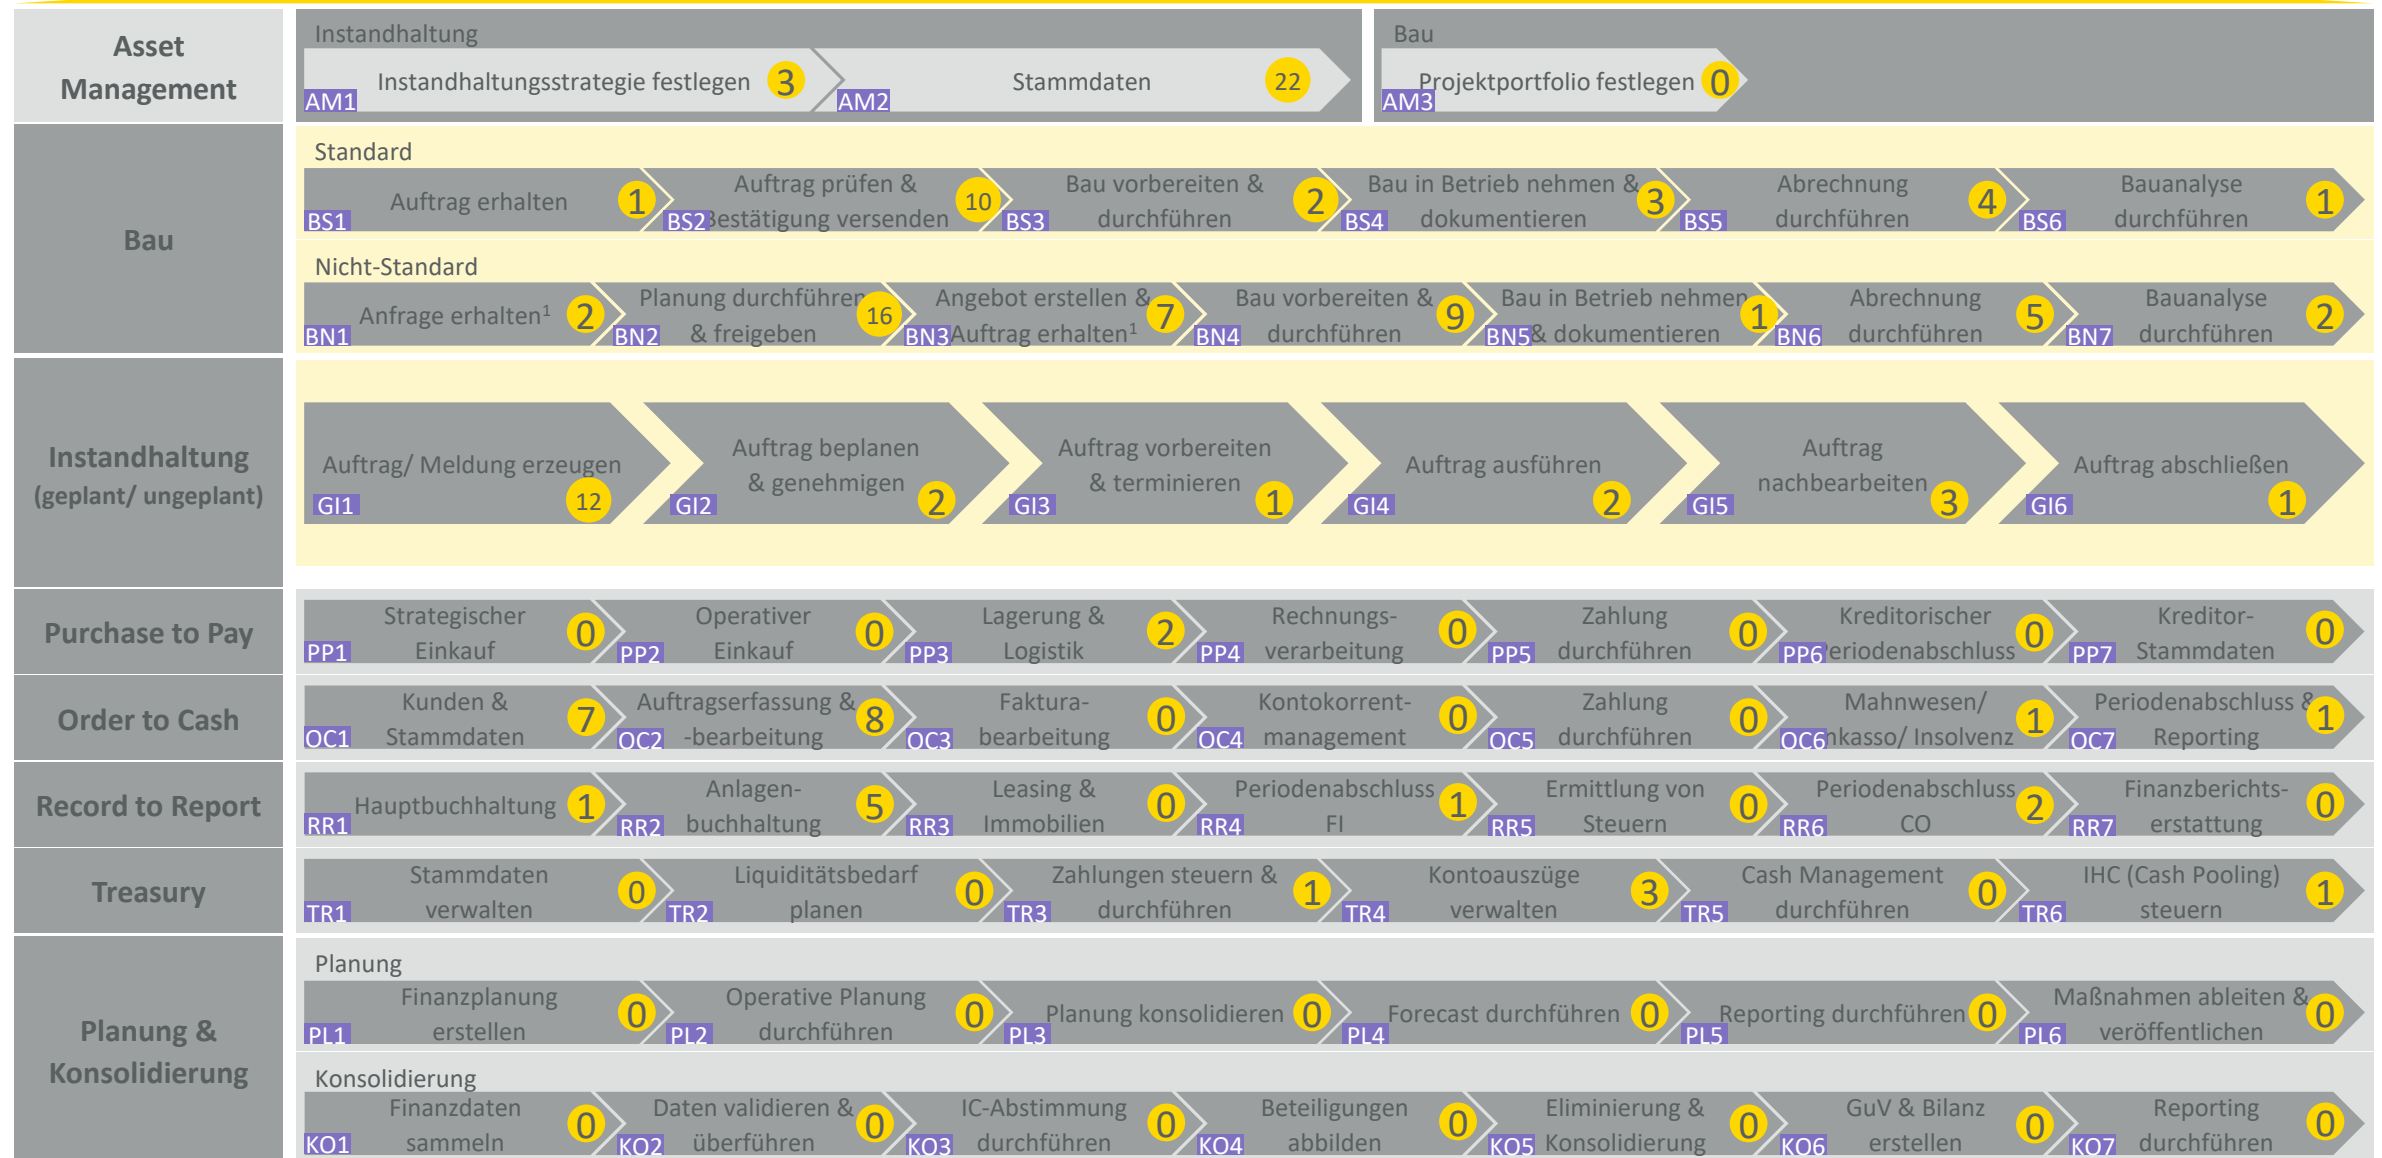 Asset
Management
Instandhaltung
Instandhaltungsstrategie festlegen 3
AM1
Stammdaten 22
AM2
Bau
Projektportfolio festlegen 0
AM3
Bau
Standard
Auftrag erhalten 1
BS1
Auftrag prüfen &
Bestätigung versenden 10
BS2
Bau vorbereiten &
durchführen 2
BS3
Bau in Betrieb nehmen &
dokumentieren 3
BS4
Abrechnung
durchführen 4
BS5
Bauanalyse
durchführen 1
BS6
Nicht-Standard
Anfrage erhalten¹ 2
BN1
Planung durchführen
& freigeben 16
BN2
Angebot erstellen &
Auftrag erhalten¹ 7
BN3
Bau vorbereiten &
durchführen 9
BN4
Bau in Betrieb nehmen
& dokumentieren 1
BN5
Abrechnung
durchführen 5
BN6
Bauanalyse
durchführen 2
BN7
Instandhaltung
(geplant/ ungeplant)
Auftrag/ Meldung erzeugen
GI1 12
Auftrag beplanen
& genehmigen
GI2 2
Auftrag vorbereiten
& terminieren
GI3 1
Auftrag ausführen
GI4 2
Auftrag
nachbearbeiten
GI5 3
Auftrag abschließen
GI6 1
Purchase to Pay
Strategischer
Einkauf 0
PP1
Operativer
Einkauf 0
PP2
Lagerung &
Logistik 2
PP3
Rechnungs-
verarbeitung 0
PP4
Zahlung
durchführen 0
PP5
Kreditorischer
Periodenabschluss 0
PP6
Kreditor-
Stammdaten 0
PP7
Order to Cash
Kunden &
Stammdaten 7
OC1
Auftragserfassung &
-bearbeitung 8
OC2
Faktura-
bearbeitung 0
OC3
Kontokorrent-
management 0
OC4
Zahlung
durchführen 0
OC5
Mahnwesen/
Inkasso/ Insolvenz 1
OC6
Periodenabschluss &
Reporting 1
OC7
Record to Report
Hauptbuchhaltung 1
RR1
Anlagen-
buchhaltung 5
RR2
Leasing &
Immobilien 0
RR3
Periodenabschluss
FI 1
RR4
Ermittlung von
Steuern 0
RR5
Periodenabschluss
CO 2
RR6
Finanzberichts-
erstattung 0
RR7
Treasury
Stammdaten
verwalten 0
TR1
Liquiditätsbedarf
planen 0
TR2
Zahlungen steuern &
durchführen 1
TR3
Kontoauszüge
verwalten 3
TR4
Cash Management
durchführen 0
TR5
IHC (Cash Pooling)
steuern 1
TR6
Planung &
Konsolidierung
Planung
Finanzplanung
erstellen 0
PL1
Operative Planung
durchführen 0
PL2
Planung konsolidieren 0
PL3
Forecast durchführen 0
PL4
Reporting durchführen 0
PL5
Maßnahmen ableiten &
veröffentlichen 0
PL6
Konsolidierung
Finanzdaten
sammeln 0
KO1
Daten validieren &
überführen 0
KO2
IC-Abstimmung
durchführen 0
KO3
Beteiligungen
abbilden 0
KO4
Eliminierung &
Konsolidierung 0
KO5
GuV & Bilanz
erstellen 0
KO6
Reporting
durchführen 0
KO7